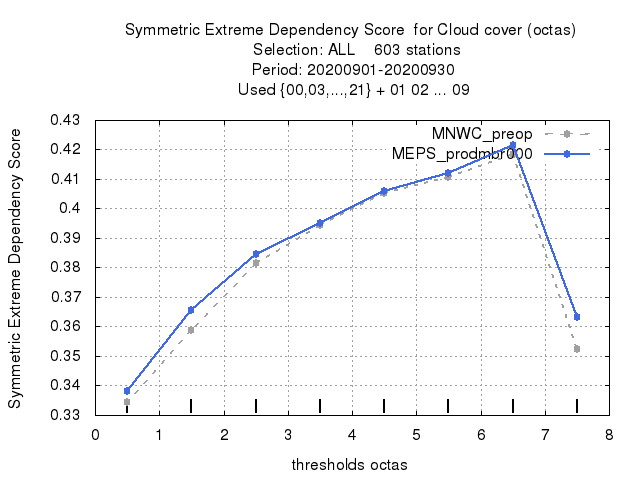 Symmetric Extreme Dependency Score  for Cloud cover (octas)
Selection: ALL    603 stations
Period: 20200901-20200930
Used {00,03,...,21} + 01 02 ... 09
Symmetric Extreme Dependency Score
0.43
0.42
0.41
0.4
0.39
0.38
0.37
0.36
0.35
0.34
0.33
MNWC_preop
MEPS_prodmbr000
0 1 2 3 4 5 6 7 8
thresholds octas